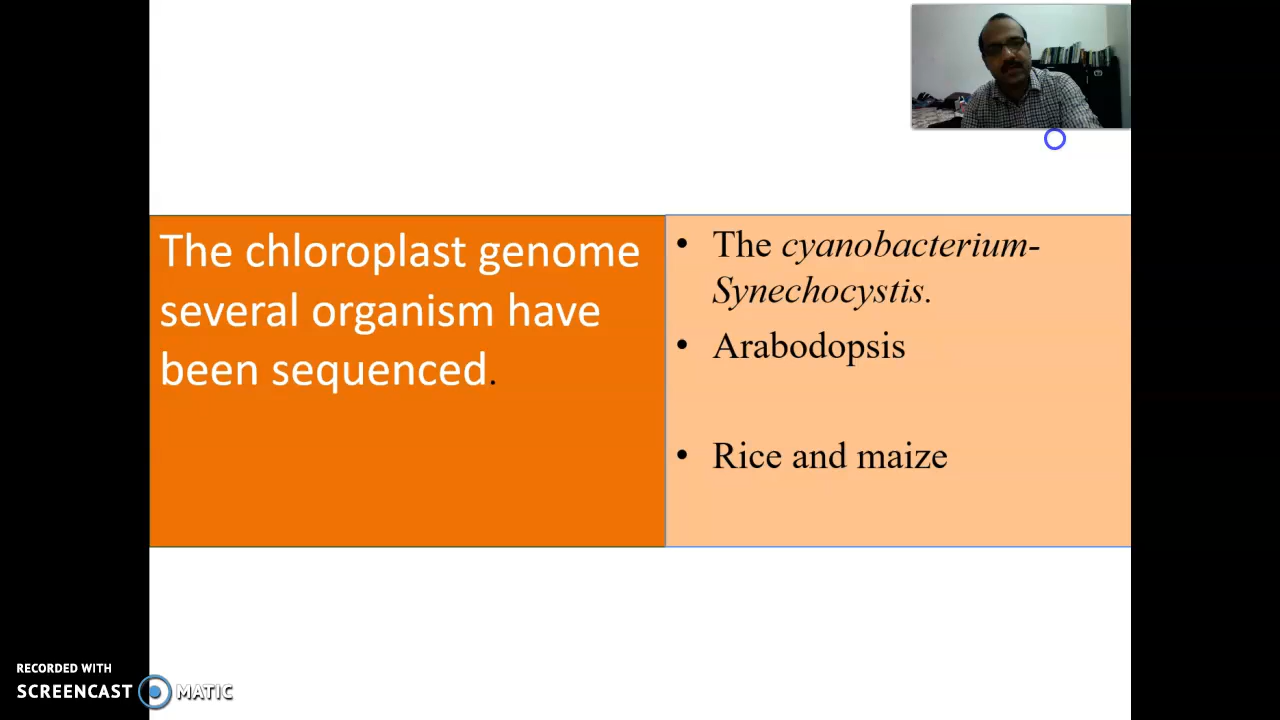 The chloroplast genome
several organism have
been sequenced.
• The cyanobacterium-
Synechocystis.
• Arabodopsis
• Rice and maize
RECORDED WITH
SCREENCAST MATIC